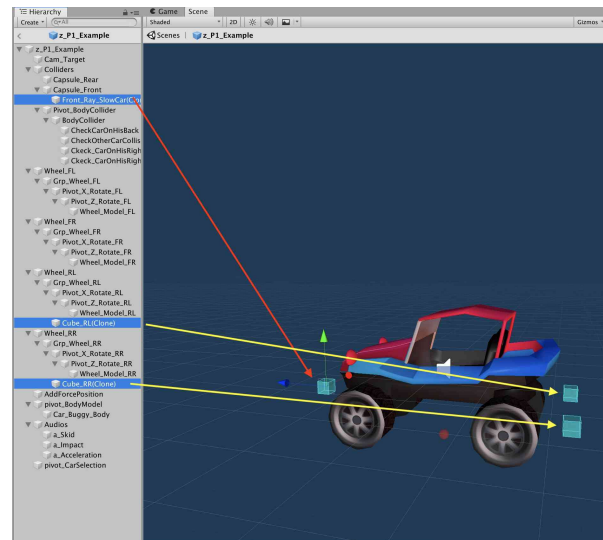 Hierarchy
Create
Q▾All
z_P1_Example
z_P1_Example
Cam_Target
Colliders
Capsule_Rear
Capsule_Front
Front_Ray_SlowCar(Clo
Pivot_BodyCollider
BodyCollider
CheckCarOnHisBack
CheckOtherCarCollis
Ckeck_CarOnHisRigh
Ckeck_CarOnHisRigh
Wheel_FL
Grp_Wheel_FL
Pivot_X_Rotate_FL
Pivot_Z_Rotate_FL
Wheel_Model_FL
Wheel_FR
Grp_Wheel_FR
Pivot_X_Rotate_FR
Pivot_Z_Rotate_FR
Wheel_Model_FR
Wheel_RL
Grp_Wheel_RL
Pivot_X_Rotate_RL
Pivot_Z_Rotate_RL
Wheel_Model_RL
Cube_RL(Clone)
Wheel_RR
Grp_Wheel_RR
Pivot_X_Rotate_RR
Pivot_Z_Rotate_RR
Wheel_Model_RR
Cube_RR(Clone)
AddForcePosition
pivot_BodyModel
Car_Buggy_Body
Audios
a_Skid
a_Impact
a_Acceleration
pivot_CarSelection
Game Scene
Shaded 2D Gizmos
Scenes | z_P1_Example